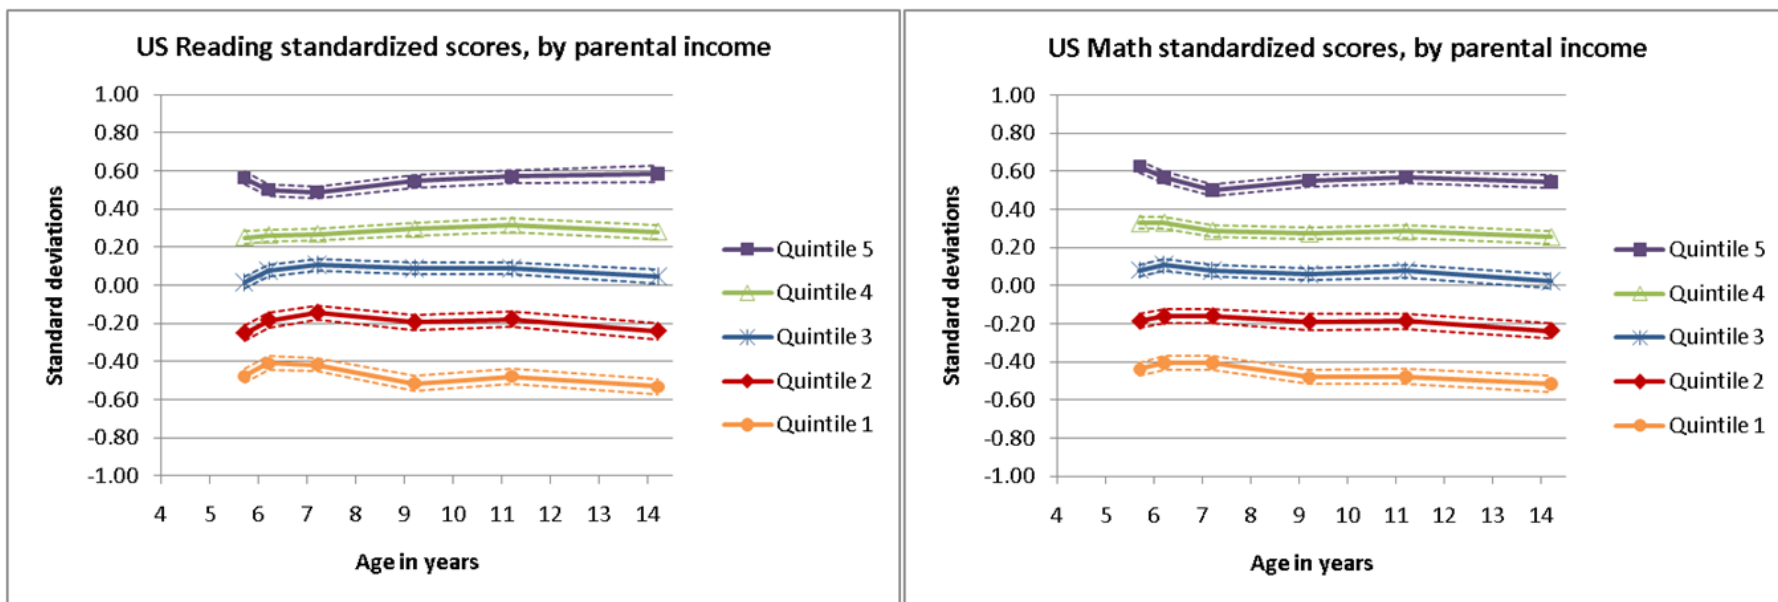 US Reading standardized scores, by parental income
1.00
0.80
0.60
0.40
0.20
0.00
-0.20
-0.40
-0.60
-0.80
-1.00
Standard deviations
4 5 6 7 8 9 10 11 12 13 14
Age in years
Quintile 5
Quintile 4
Quintile 3
Quintile 2
Quintile 1
US Math standardized scores, by parental income
1.00
0.80
0.60
0.40
0.20
0.00
-0.20
-0.40
-0.60
-0.80
-1.00
Standard deviations
4 5 6 7 8 9 10 11 12 13 14
Age in years
Quintile 5
Quintile 4
Quintile 3
Quintile 2
Quintile 1